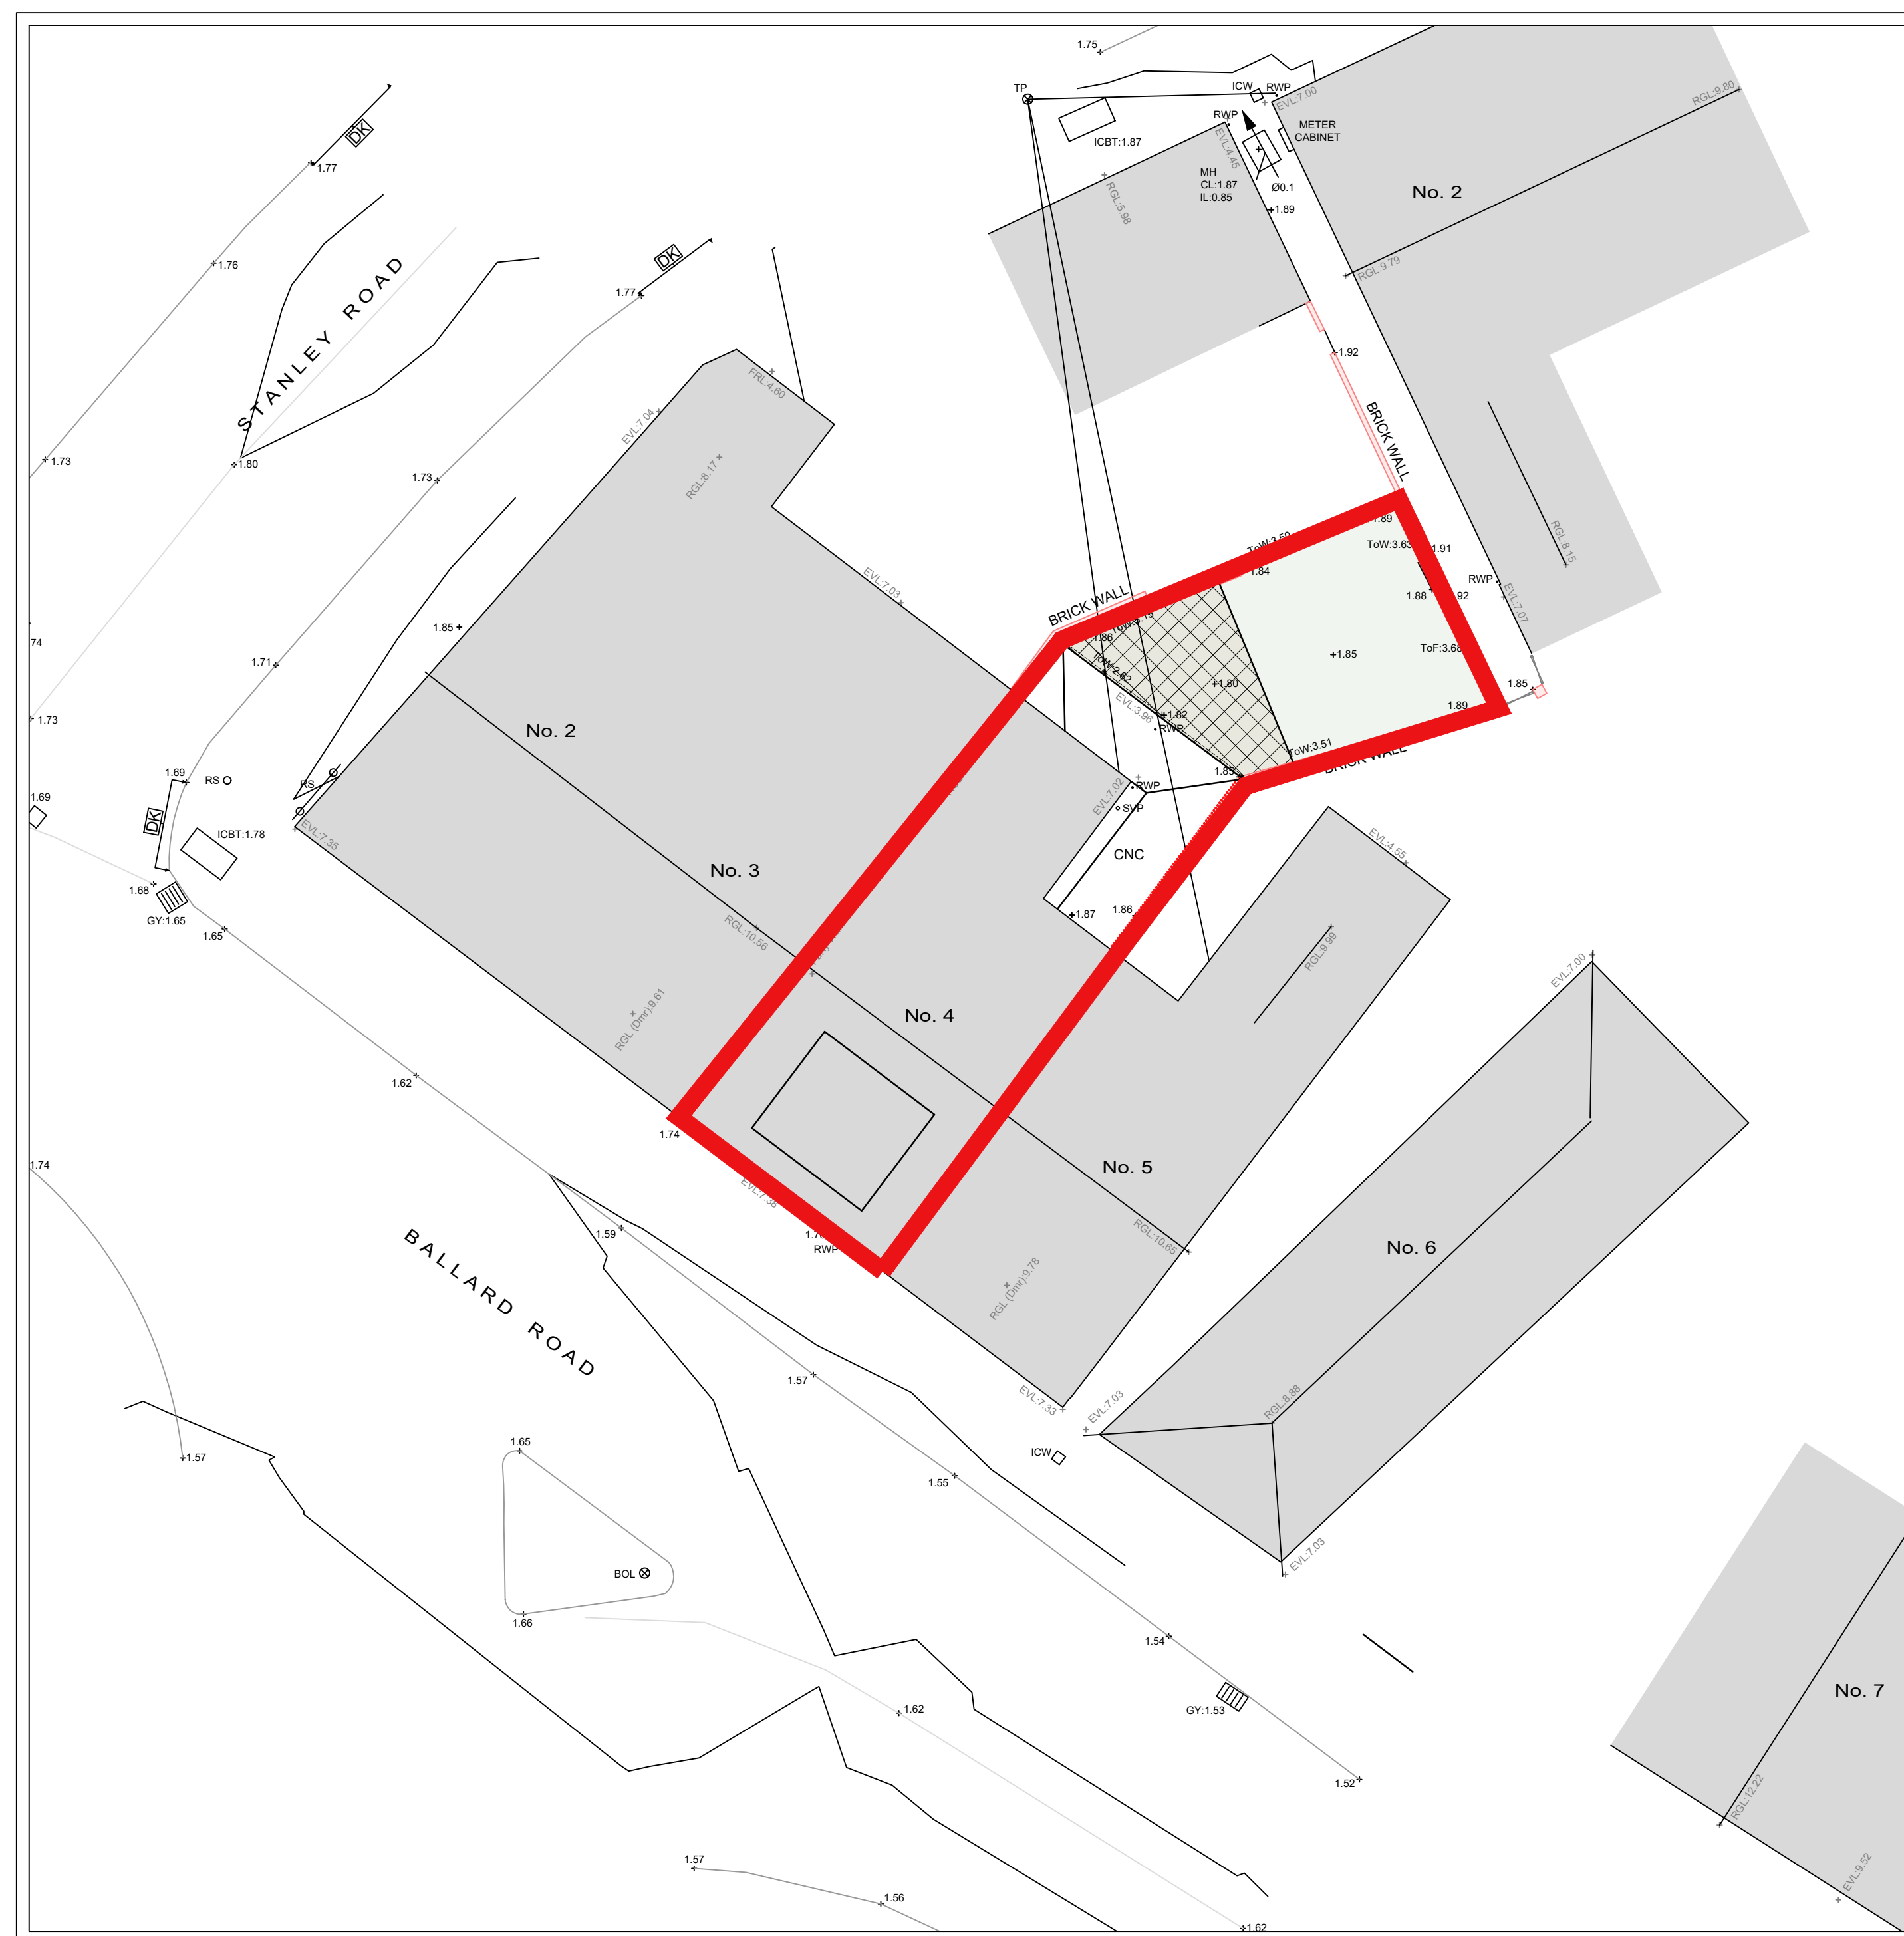 1.75
TP
ICW
RWP
EVL:7.00
RGL:9.80
DK
RWP
METER
CABINET
ICBT:1.87
EVL:4.45
1.77
MH
CL:1.87
IL:0.85
Ø0.1
No. 2
RGL:5.98
1.89
DK
1.76
RGL:9.79
1.77
STANLEY ROAD
1.92
FRL:4.60
EVL:7.04
BRICK WALL
1.73
1.80
RGL:8.17
1.73
1.89
ToW:3.50
ToW:3.63
1.91
RGL:8.15
1.84
EVL:7.03
RWP
1.88
EVL:7.07
BRICK WALL
1.85
1.86
ToF:3.68
1.85
1.71
ToW:2.62
1.80
1.85
EVL:3.96
1.82
1.89
1.73
RWP
No. 2
ToW:3.51
BRICK WALL
1.85
1.69
RS
RS
EVL:7.02
RWP
1.69
SVP
DK
ICBT:1.78
EVL:7.35
CNC
EVL:4.55
No. 3
1.68
1.86
1.87
GY:1.65
1.65
RGL:10.56
RGL:9.99
EVL:7.00
RGL (Dmr):9.61
No. 4
1.62
1.74
1.74
No. 5
EVL:7.38
RWP
1.59
BALLARD ROAD
RGL:10.65
No. 6
RGL (Dmr):9.78
1.57
EVL:7.33
EVL:7.03
RGL:8.88
1.65
1.57
ICW
1.55
BOL
EVL:7.03
1.66
1.54
No. 7
1.62
GY:1.53
1.52
RGL:12.22
1.57
EVL:9.52
1.56
1.62